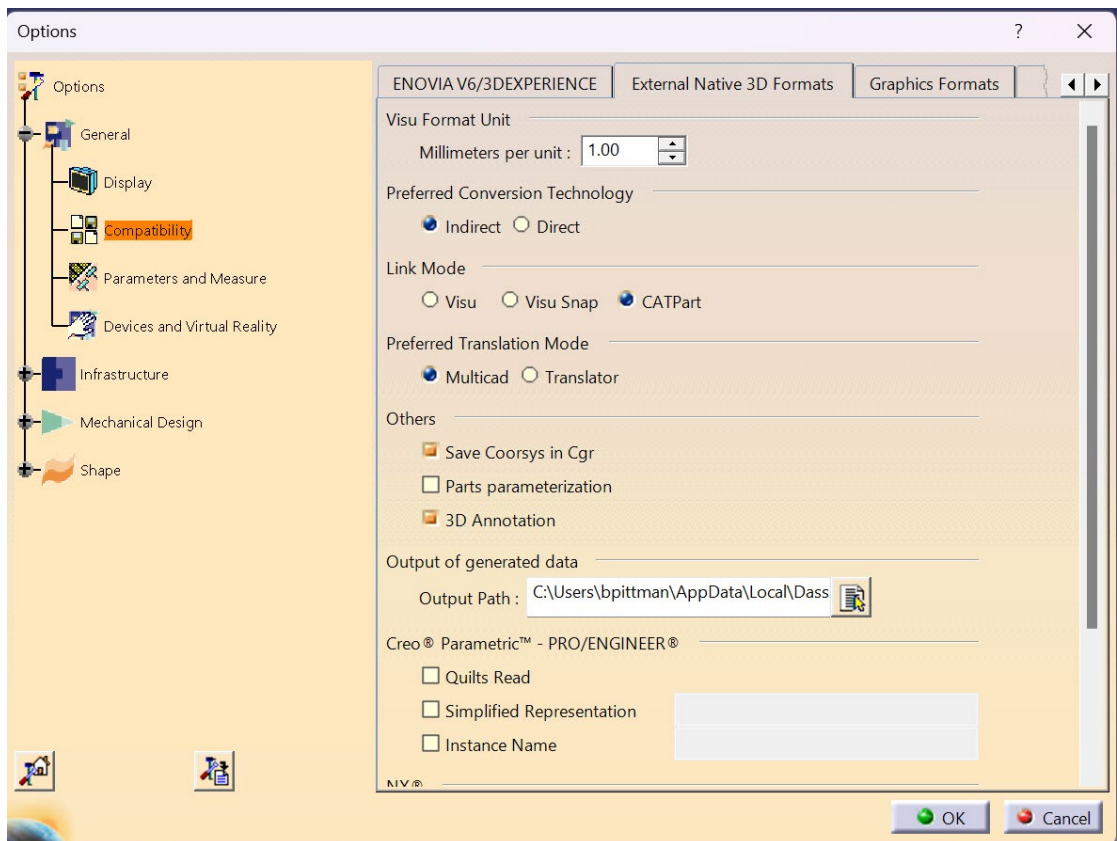 Options
?
Options
General
Display
Compatibility
Parameters and Measure
Devices and Virtual Reality
Infrastructure
Mechanical Design
Shape
ENOVIA V6/3DEXPERIENCE
External Native 3D Formats
Graphics Formats
Visu Format Unit
Millimeters per unit : 1.00
Preferred Conversion Technology
Indirect Direct
Link Mode
Visu Visu Snap CATPart
Preferred Translation Mode
Multicad Translator
Others
Save Coorsys in Cgr
Parts parameterization
3D Annotation
Output of generated data
Output Path : C:\Users\bpittman\AppData\Local\Dass
Creo® Parametric™ - PRO/ENGINEER®
Quilts Read
Simplified Representation
Instance Name
NX®
OK Cancel